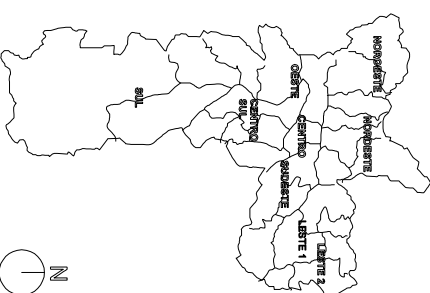 N
NOROESTE
NORDESTE
LESTE 2
OESTE
CENTRO
LESTE 1
SUDESTE
CENTRO
SUL
SUL